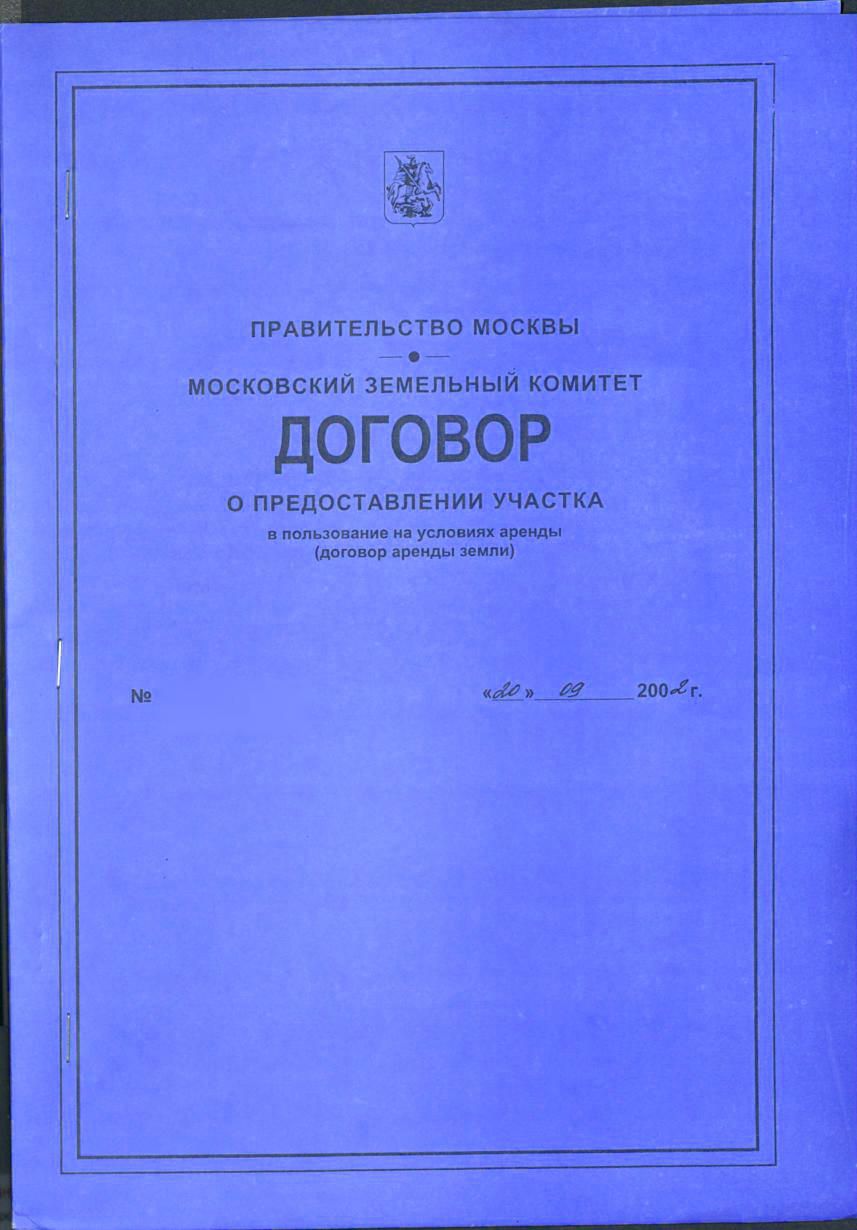 ПРАВИТЕЛЬСТВО МОСКВЫ
МОСКОВСКИЙ ЗЕМЕЛЬНЫЙ КОМИТЕТ
ДОГОВОР
О ПРЕДОСТАВЛЕНИИ УЧАСТКА
в пользование на условиях аренды
(договор аренды земли)
№ «20» 09 2002 г.